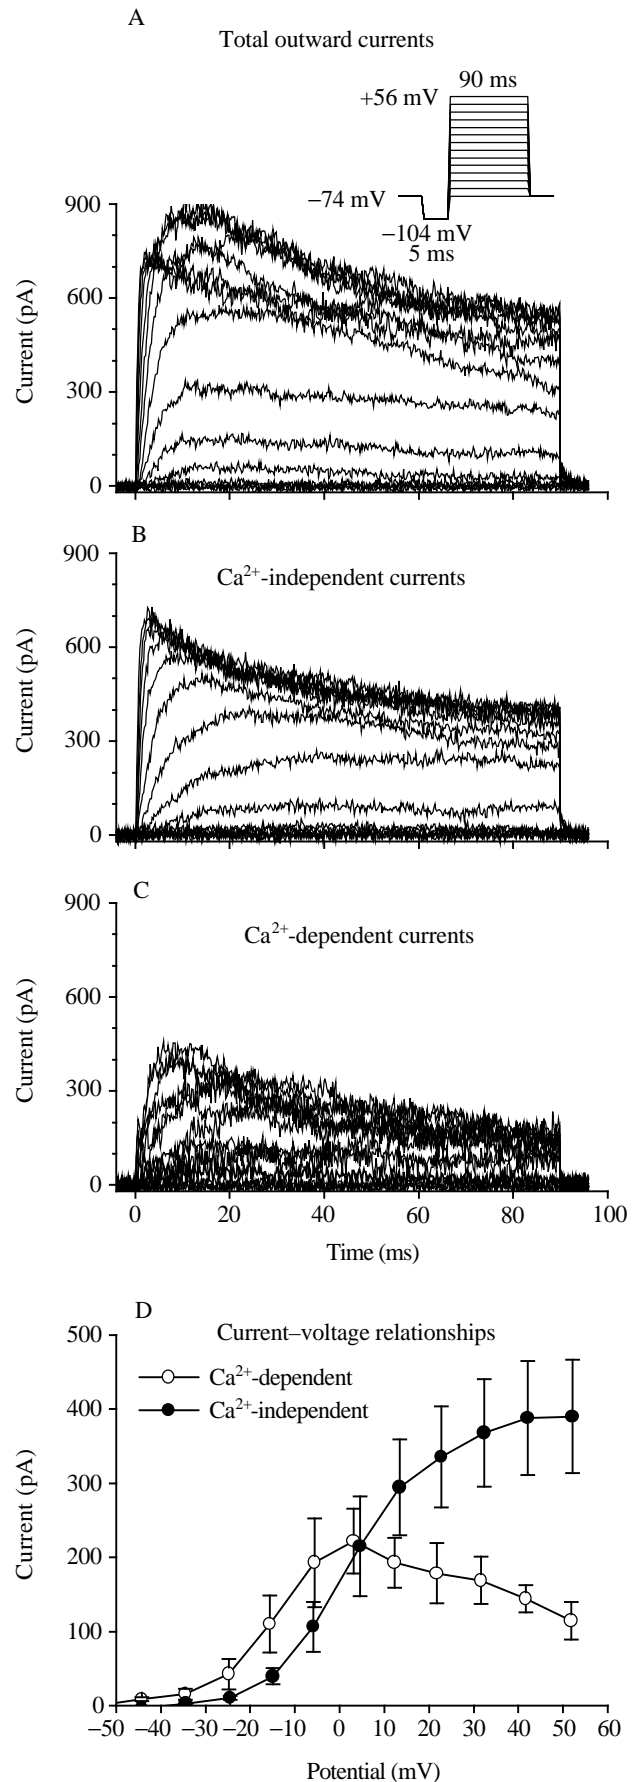 A
Total outward currents
90 ms
+56 mV
−74 mV
−104 mV
5 ms
900
600
300
0
Current (pA)
B
Ca2+-independent currents
900
600
300
0
Current (pA)
C
Ca2+-dependent currents
900
600
300
0
Current (pA)
0 20 40 60 80 100
Time (ms)
D
Current–voltage relationships
Ca2+-dependent
Ca2+-independent
500
400
300
200
100
0
Current (pA)
−50 −40 −30 −20 −10 0 10 20 30 40 50 60
Potential (mV)